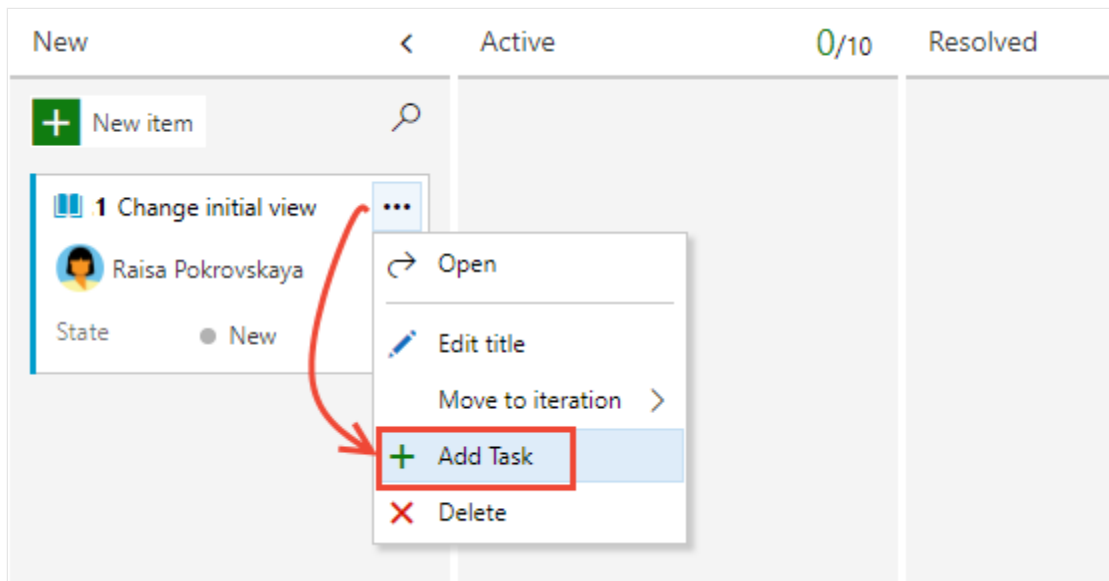 New
Active
0/10
Resolved
New item
1 Change initial view
Raisa Pokrovskaya
State
New
Open
Edit title
Move to iteration
Add Task
Delete